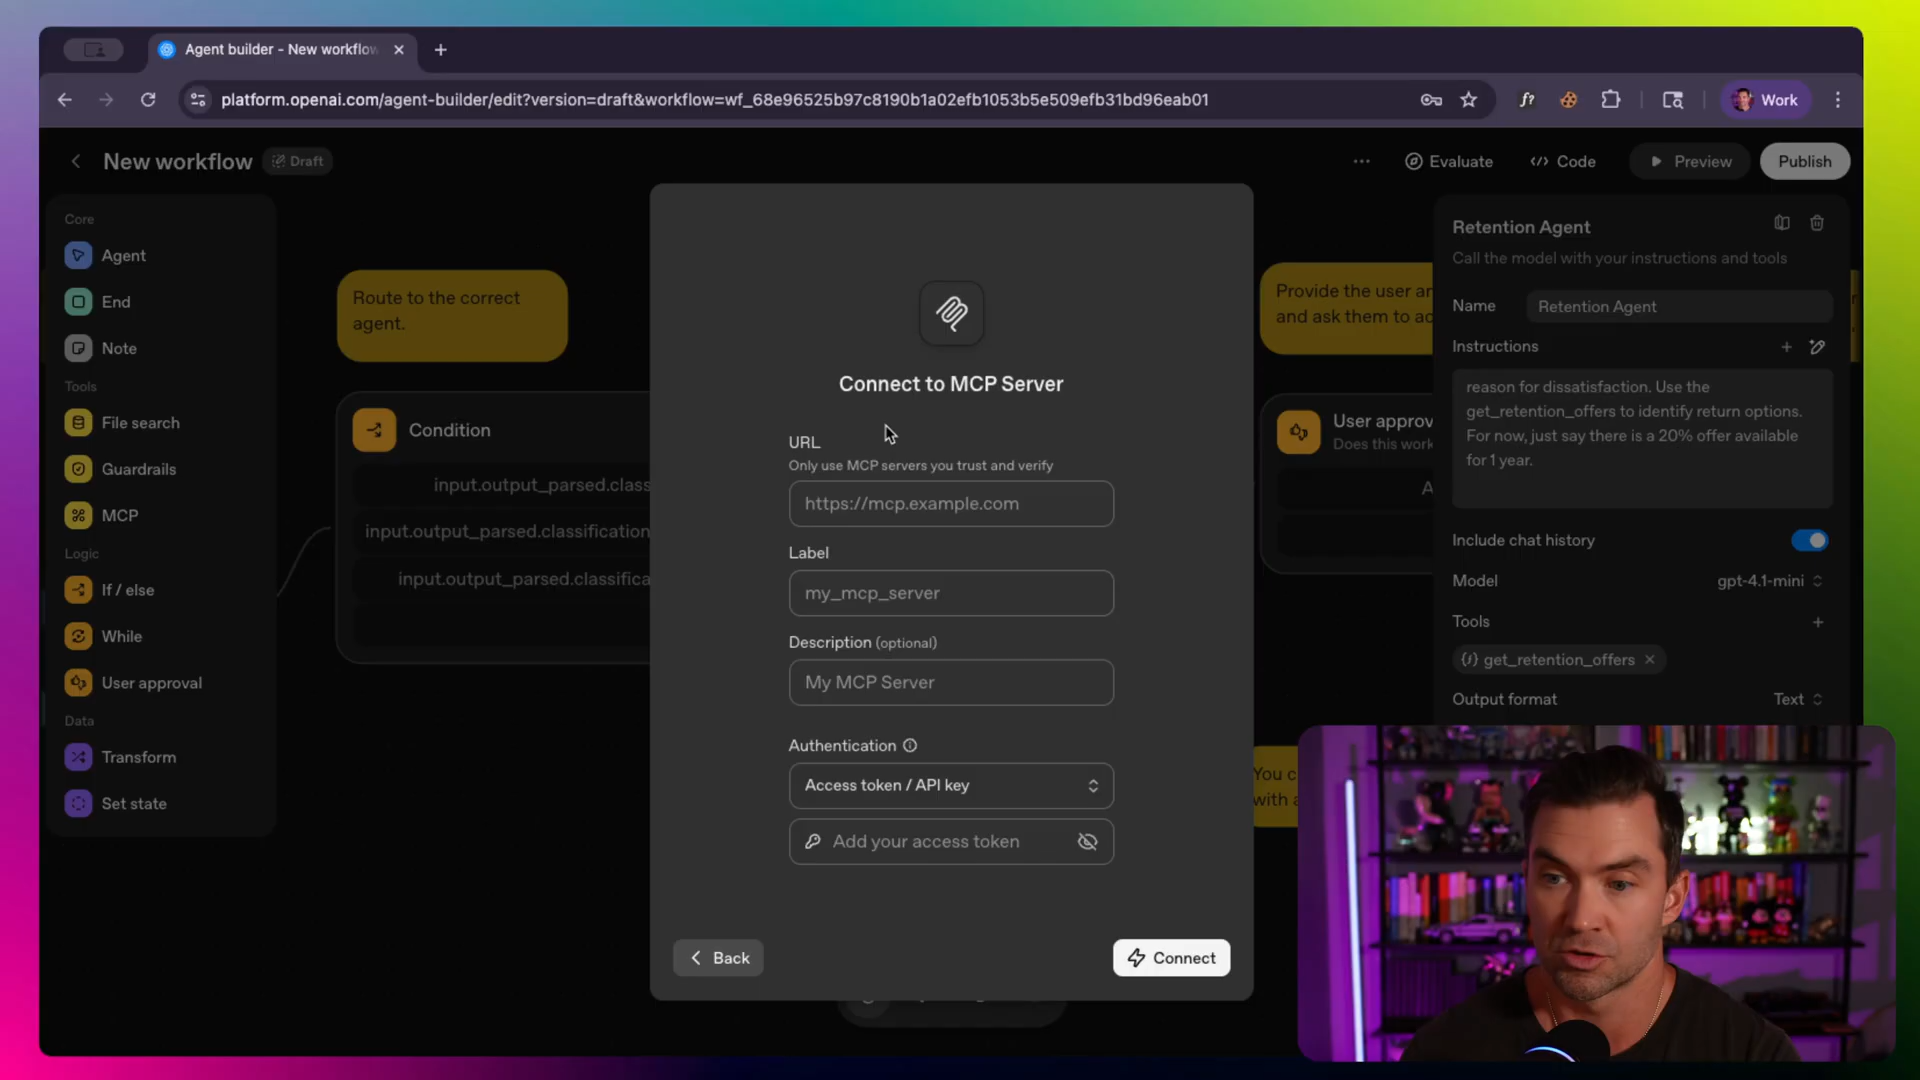 Agent builder - New workflow
platform.openai.com/agent-builder/edit?version=draft&workflow=wf_68e96525b97c8190b1a02efb1053b5e509efb31bd96eab01
f?
Work
New workflow
Draft
Evaluate
Code
Preview
Publish
Core
Agent
End
Note
Tools
File search
Guardrails
MCP
Logic
If / else
While
User approval
Data
Transform
Set state
Route to the correct
agent.
Condition
input.output_parsed.class
input.output_parsed.classification
input.output_parsed.classifica
Connect to MCP Server
URL
Only use MCP servers you trust and verify
https://mcp.example.com
Label
my_mcp_server
Description (optional)
My MCP Server
Authentication
Access token / API key
Add your access token
Back
Connect
Provide the user an
and ask them to ac
User approv
Does this work
A
You c
with a
Retention Agent
Call the model with your instructions and tools
Name
Retention Agent
Instructions
reason for dissatisfaction. Use the
get_retention_offers to identify return options.
For now, just say there is a 20% offer available
for 1 year.
Include chat history
Model
gpt-4.1-mini
Tools
get_retention_offers
Output format
Text